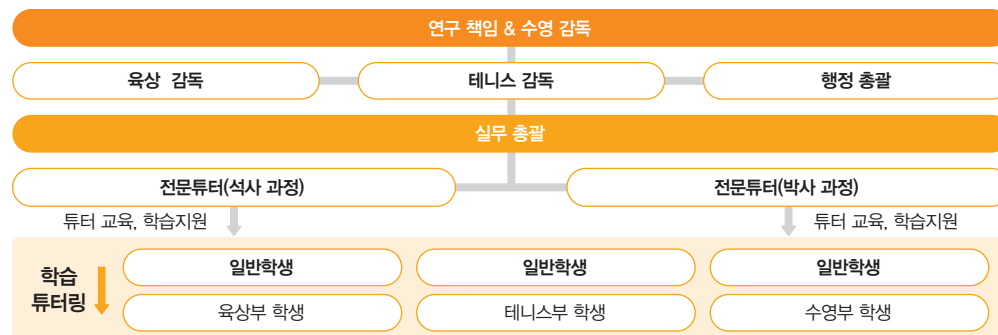 연구 책임 & 수영 감독
육상 감독
테니스 감독
행정 총괄
실무 총괄
전문튜터(석사 과정)
전문튜터(박사 과정)
튜터 교육, 학습지원
튜터 교육, 학습지원
학습
튜터링
일반학생
일반학생
일반학생
육상부 학생
테니스부 학생
수영부 학생